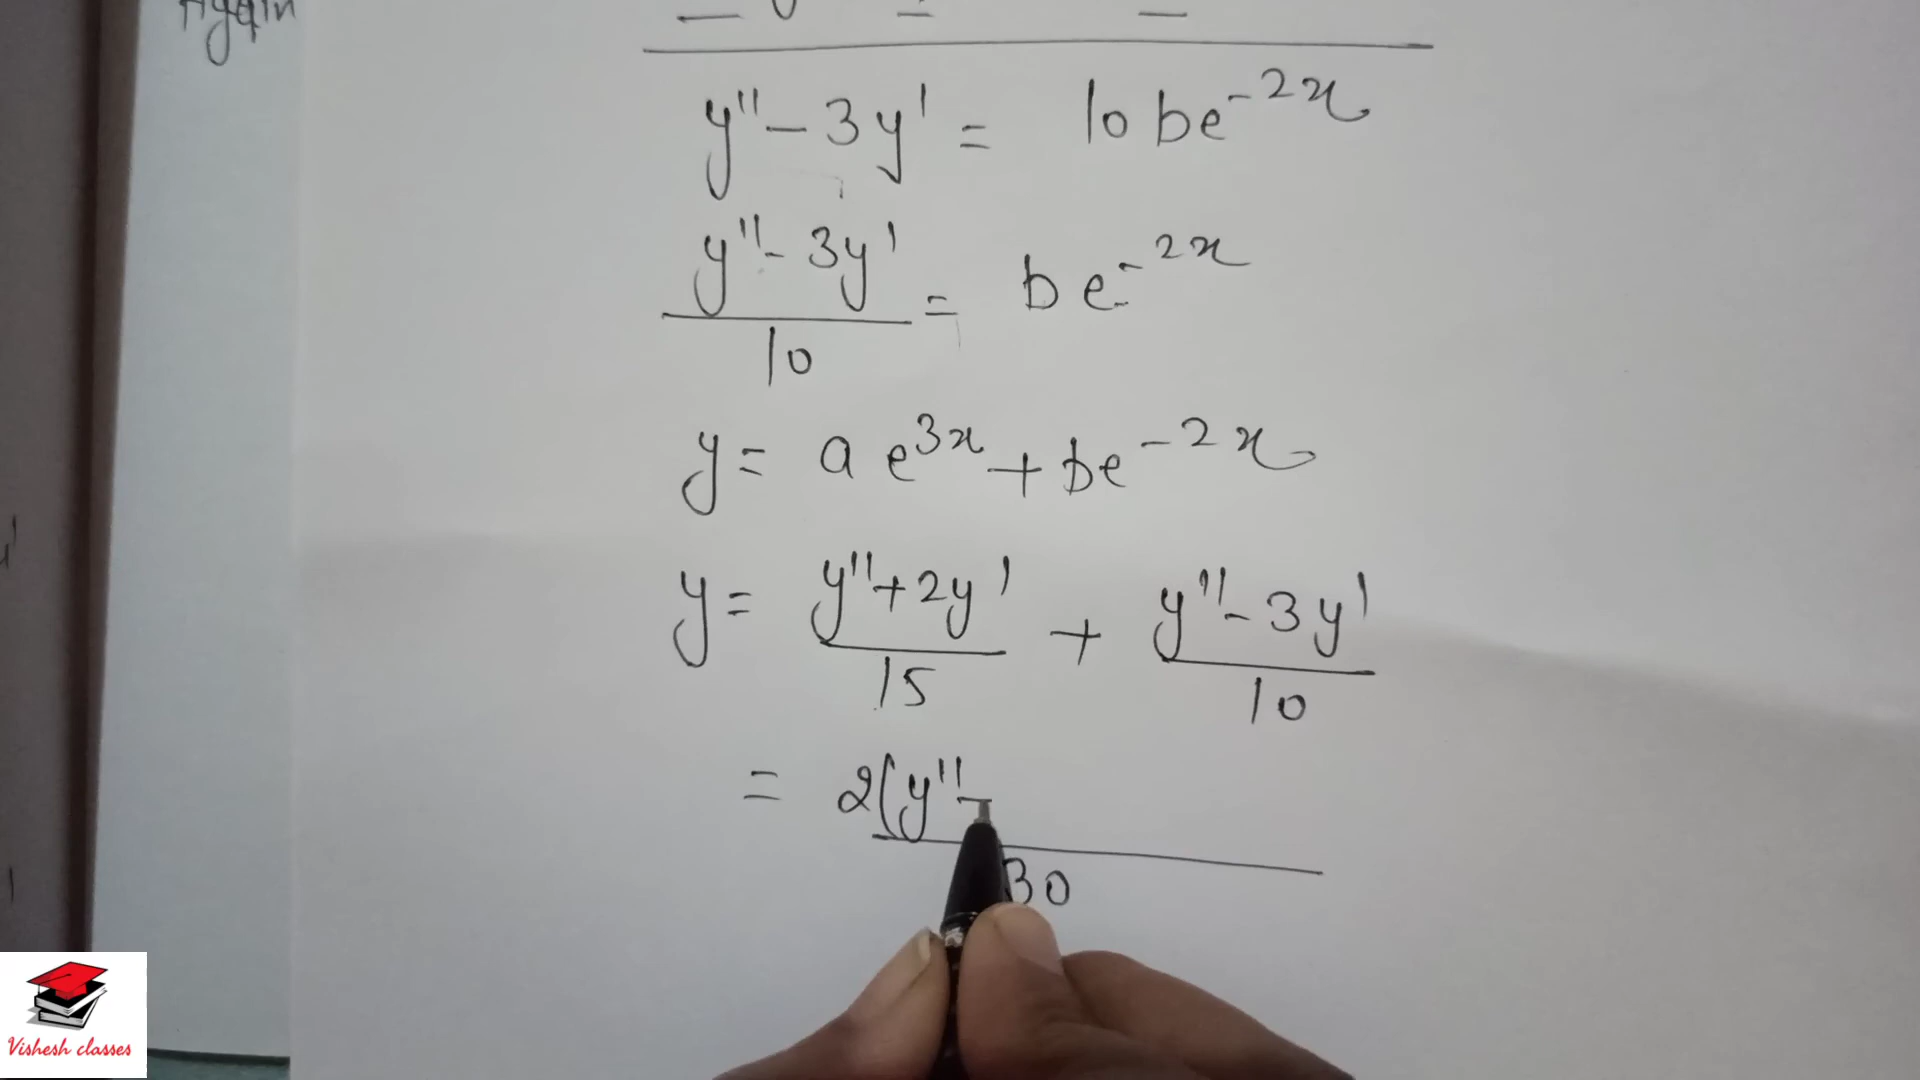 Again
y'' - 3y' = 10 be^{-2x}
y'' - 3y' / 10 = be^{-2x}
y = a e^{3x} + be^{-2x}
y = y'' + 2y' / 15 + y'' - 3y' / 10
= 2(y'' - / 30
Vishesh classes